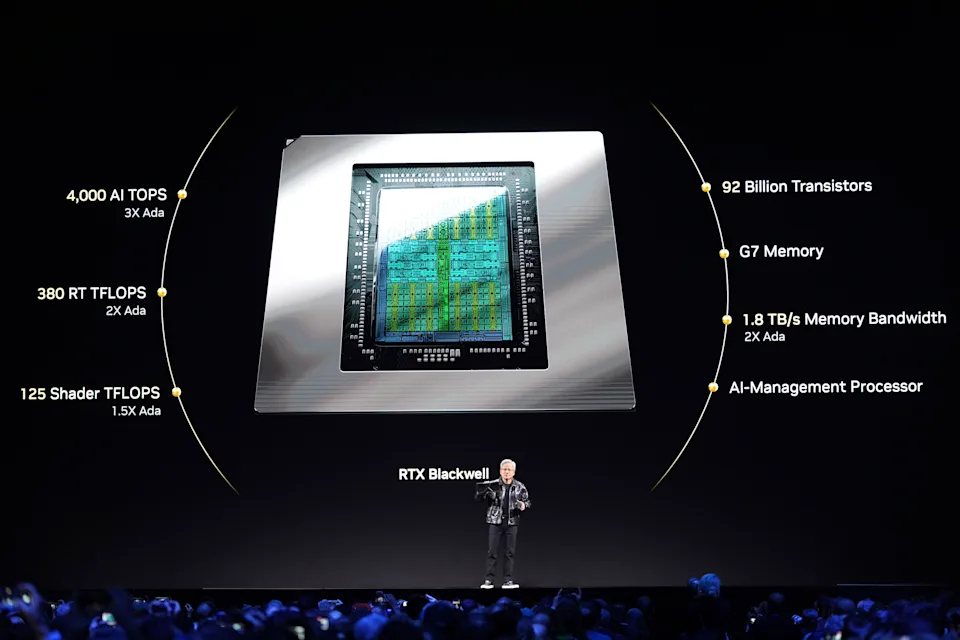 4,000 AI TOPS
3X Ada
380 RT TFLOPS
2X Ada
125 Shader TFLOPS
1.5X Ada
92 Billion Transistors
G7 Memory
1.8 TB/s Memory Bandwidth
2X Ada
AI-Management Processor
RTX Blackwell